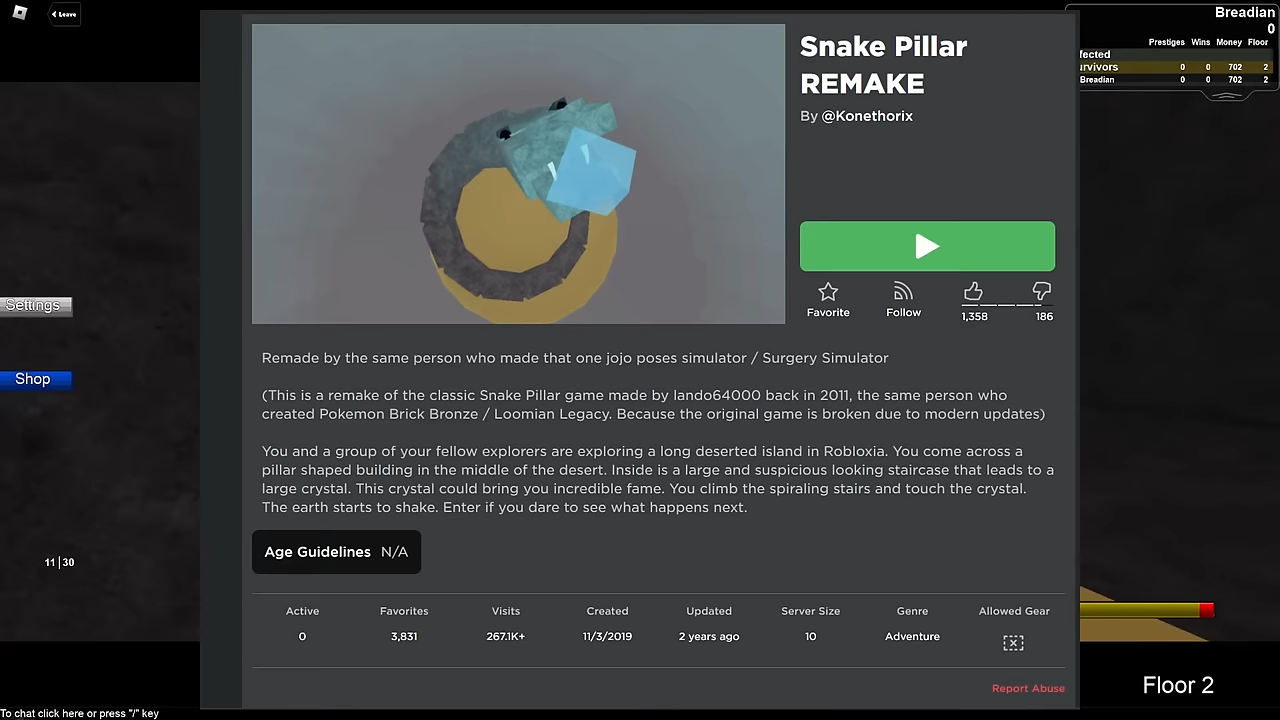 Leave
Breadian
0
Prestiges Wins Money Floor
fected
urvivors 0 0 702 2
Breadian 0 0 702 2
Snake Pillar
REMAKE
By @Konethorix
Favorite Follow 1,358 186
Settings
Shop
Remade by the same person who made that one jojo poses simulator / Surgery Simulator
(This is a remake of the classic Snake Pillar game made by lando64000 back in 2011, the same person who
created Pokemon Brick Bronze / Loomian Legacy. Because the original game is broken due to modern updates)
You and a group of your fellow explorers are exploring a long deserted island in Robloxia. You come across a
pillar shaped building in the middle of the desert. Inside is a large and suspicious looking staircase that leads to a
large crystal. This crystal could bring you incredible fame. You climb the spiraling stairs and touch the crystal.
The earth starts to shake. Enter if you dare to see what happens next.
Age Guidelines N/A
11|30
Active Favorites Visits Created Updated Server Size Genre Allowed Gear
0 3,831 267.1K+ 11/3/2019 2 years ago 10 Adventure
Report Abuse
Floor 2
To chat click here or press "/" key